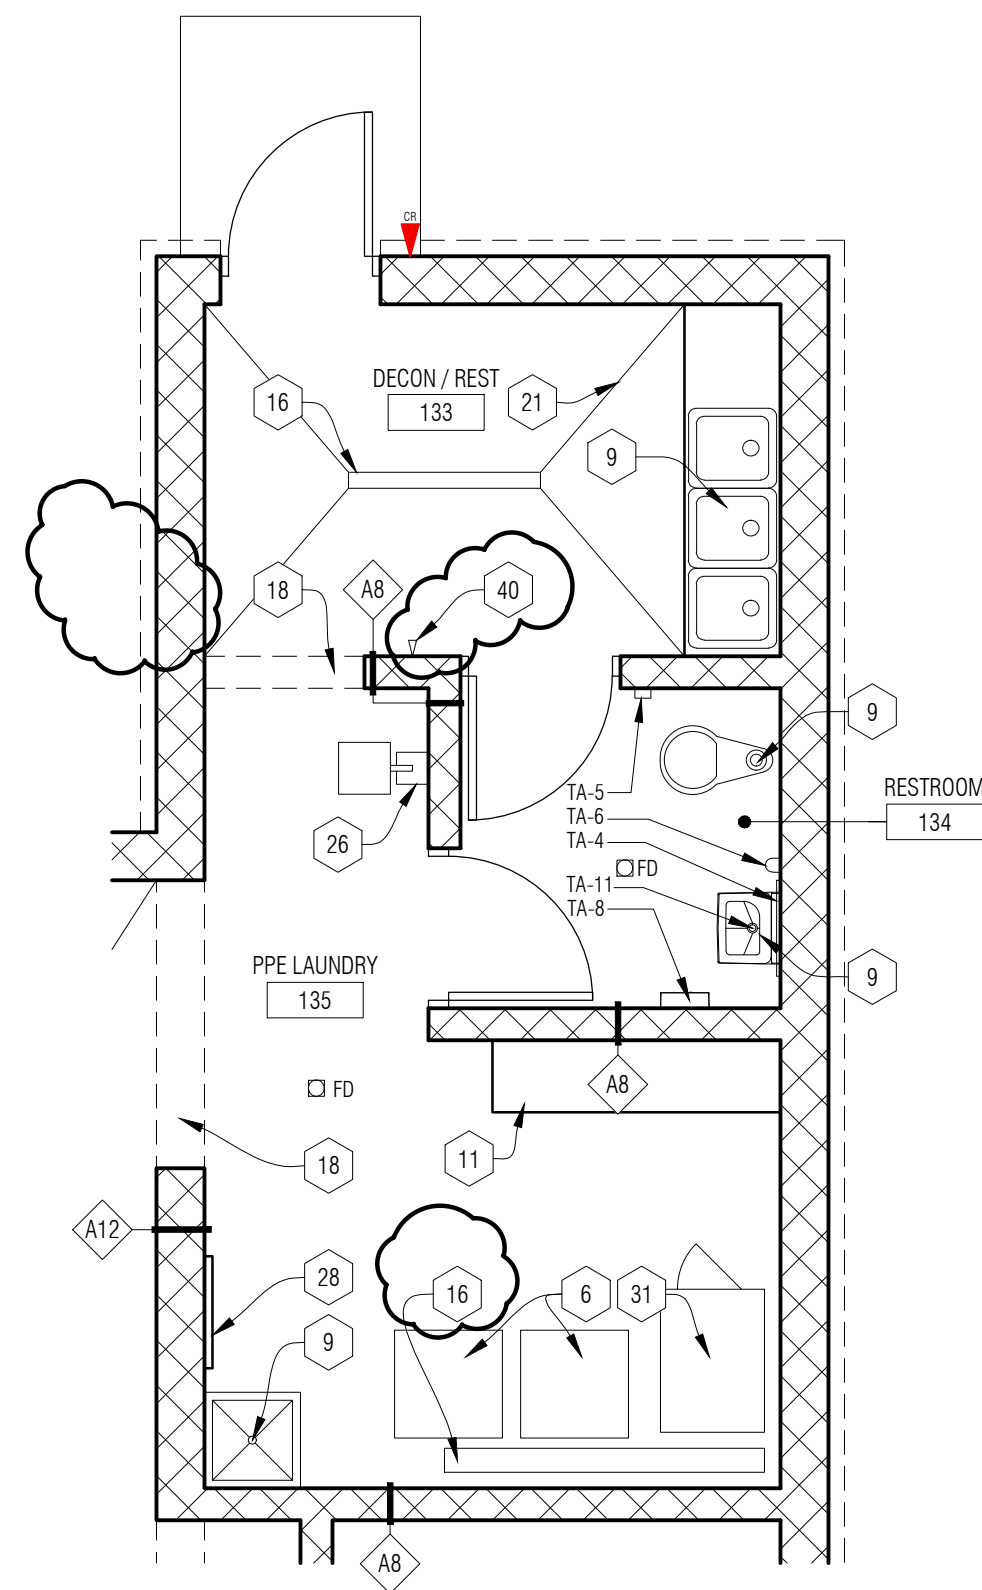 CR
DECON / REST
133
16
21
9
18
A8
40
9
RESTROOM
134
TA-5
TA-6
TA-4
FD
TA-11
TA-8
26
9
PPE LAUNDRY
135
FD
A8
11
18
A12
28
16
6
31
9
A8